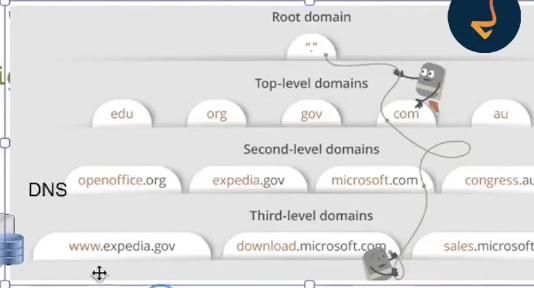 Root domain
"."
Top-level domains
edu org gov com au
Second-level domains
DNS openoffice.org expedia.gov microsoft.com congress.au
Third-level domains
www.expedia.gov download.microsoft.com sales.microsoft